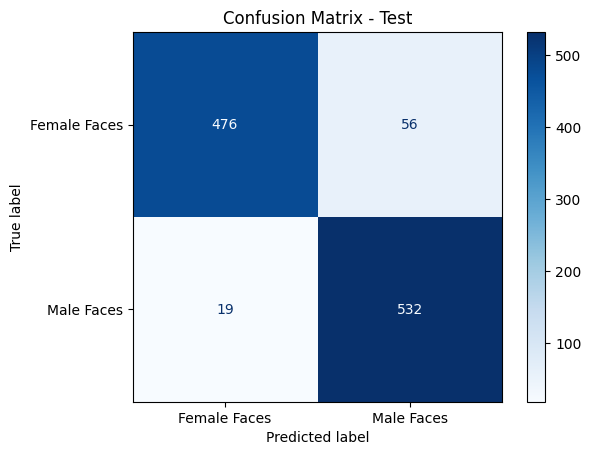 Confusion Matrix - Test
True label
Female Faces
476
56
Male Faces
19
532
Female Faces
Male Faces
Predicted label
500
400
300
200
100